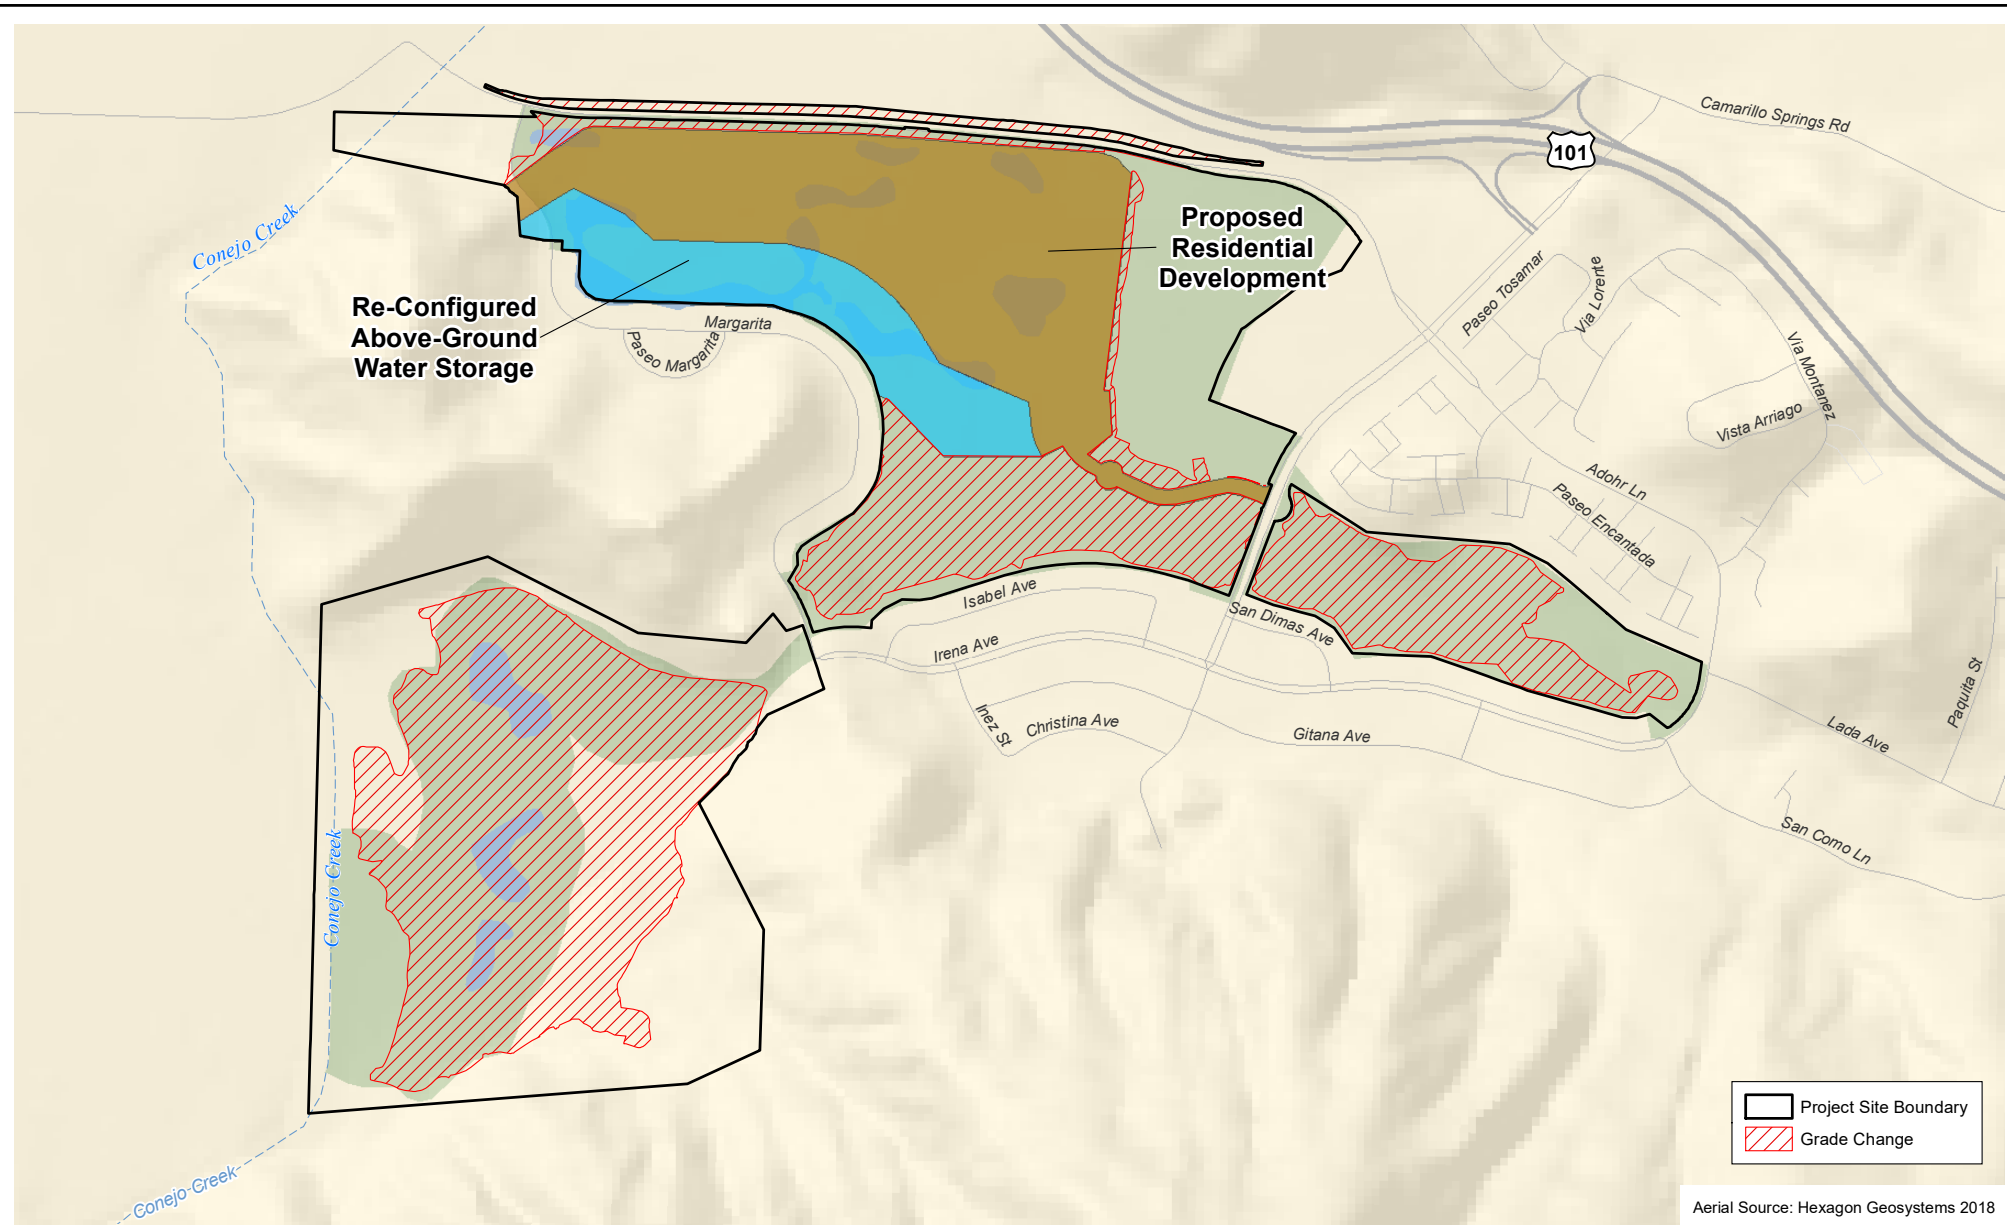 Camarillo Springs Rd
101
Conejo Creek
Proposed
Residential
Development
Paseo Tosamar
Via Lorente
Re-Configured
Above-Ground
Water Storage
Margarita
Paseo Margarita
Via Montanez
Vista Arriago
Adohr Ln
Paseo Encantada
Isabel Ave
San Dimas Ave
Irena Ave
Inez St
Christina Ave
Gitana Ave
Paquita St
Lada Ave
San Como Ln
Conejo Creek
Conejo Creek
Project Site Boundary
Grade Change
Aerial Source: Hexagon Geosystems 2018